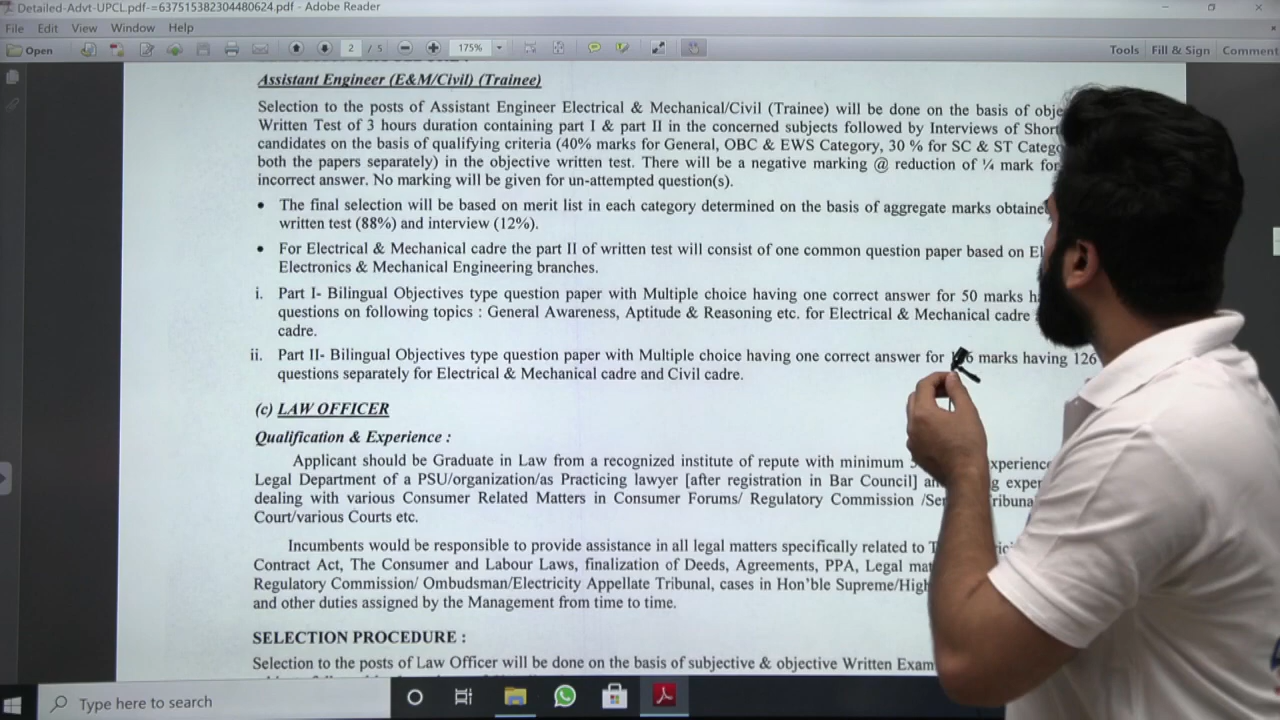 Detailed-Advt-UPCL.pdf-=637515382304480624.pdf - Adobe Reader
File Edit View Window Help
Open 2 / 5 175% Tools Fill & Sign Comment
Assistant Engineer (E&M/Civil) (Trainee)
Selection to the posts of Assistant Engineer Electrical & Mechanical/Civil (Trainee) will be done on the basis of
Written Test of 3 hours duration containing part I & part II in the concerned subjects followed by Interviews of
candidates on the basis of qualifying criteria (40% marks for General, OBC & EWS Category, 30 % for SC & ST
both the papers separately) in the objective written test. There will be a negative marking @ reduction of ¼ mark for
incorrect answer. No marking will be given for un-attempted question(s).
• The final selection will be based on merit list in each category determined on the basis of aggregate marks
written test (88%) and interview (12%).
• For Electrical & Mechanical cadre the part II of written test will consist of one common question paper based on
Electronics & Mechanical Engineering branches.
i. Part I- Bilingual Objectives type question paper with Multiple choice having one correct answer for 50 marks
questions on following topics : General Awareness, Aptitude & Reasoning etc. for Electrical & Mechanical cadre
cadre.
ii. Part II- Bilingual Objectives type question paper with Multiple choice having one correct answer for marks having 126
questions separately for Electrical & Mechanical cadre and Civil cadre.
(c) LAW OFFICER
Qualification & Experience :
Applicant should be Graduate in Law from a recognized institute of repute with minimum
Legal Department of a PSU/organization/as Practicing lawyer [after registration in Bar Council]
dealing with various Consumer Related Matters in Consumer Forums/ Regulatory Commission
Court/various Courts etc.
Incumbents would be responsible to provide assistance in all legal matters specifically related to
Contract Act, The Consumer and Labour Laws, finalization of Deeds, Agreements, PPA, Legal
Regulatory Commission/ Ombudsman/Electricity Appellate Tribunal, cases in Hon'ble Supreme/High
and other duties assigned by the Management from time to time.
SELECTION PROCEDURE :
Selection to the posts of Law Officer will be done on the basis of subjective & objective Written
Type here to search